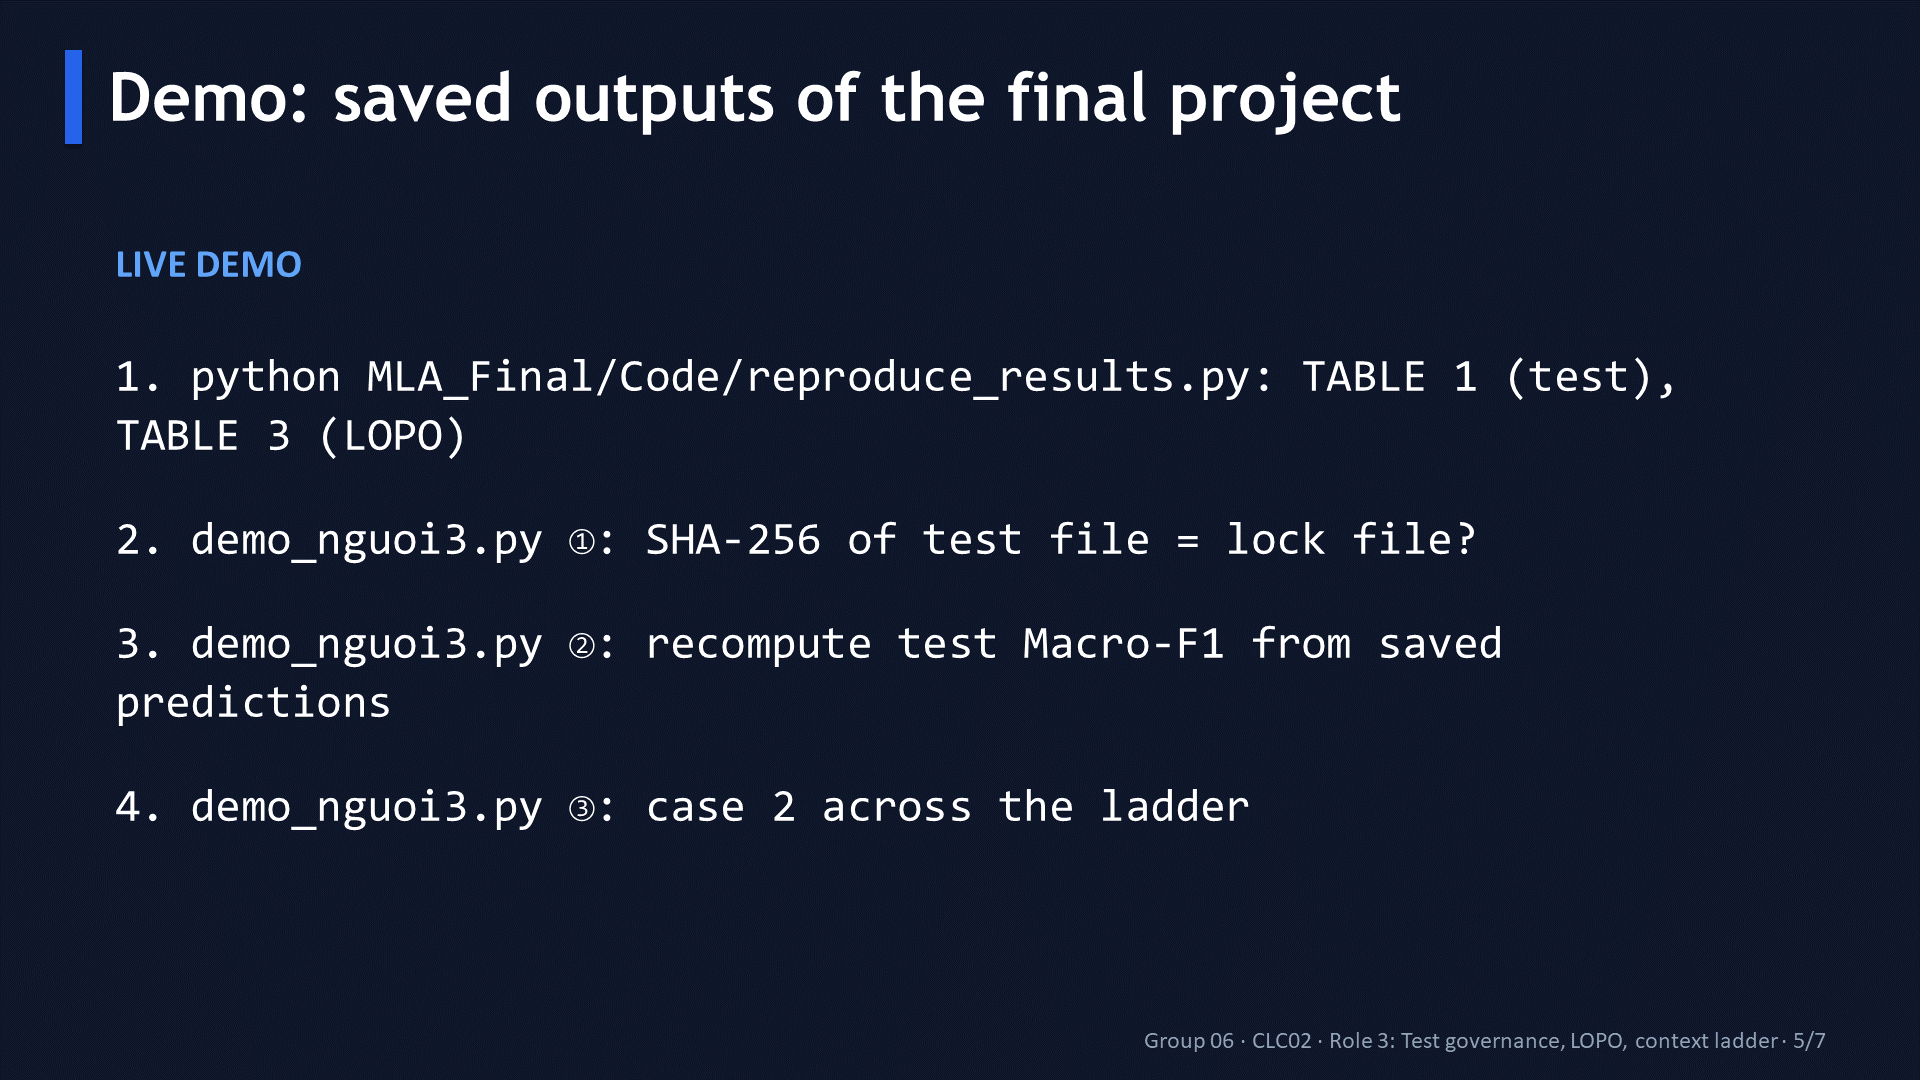 Demo: saved outputs of the final project
LIVE DEMO
1. python MLA_Final/Code/reproduce_results.py: TABLE 1 (test),
TABLE 3 (LOPO)
2. demo_nguoi3.py ①: SHA-256 of test file = lock file?
3. demo_nguoi3.py ②: recompute test Macro-F1 from saved
predictions
4. demo_nguoi3.py ③: case 2 across the ladder
Group 06 · CLC02 · Role 3: Test governance, LOPO, context ladder · 5/7